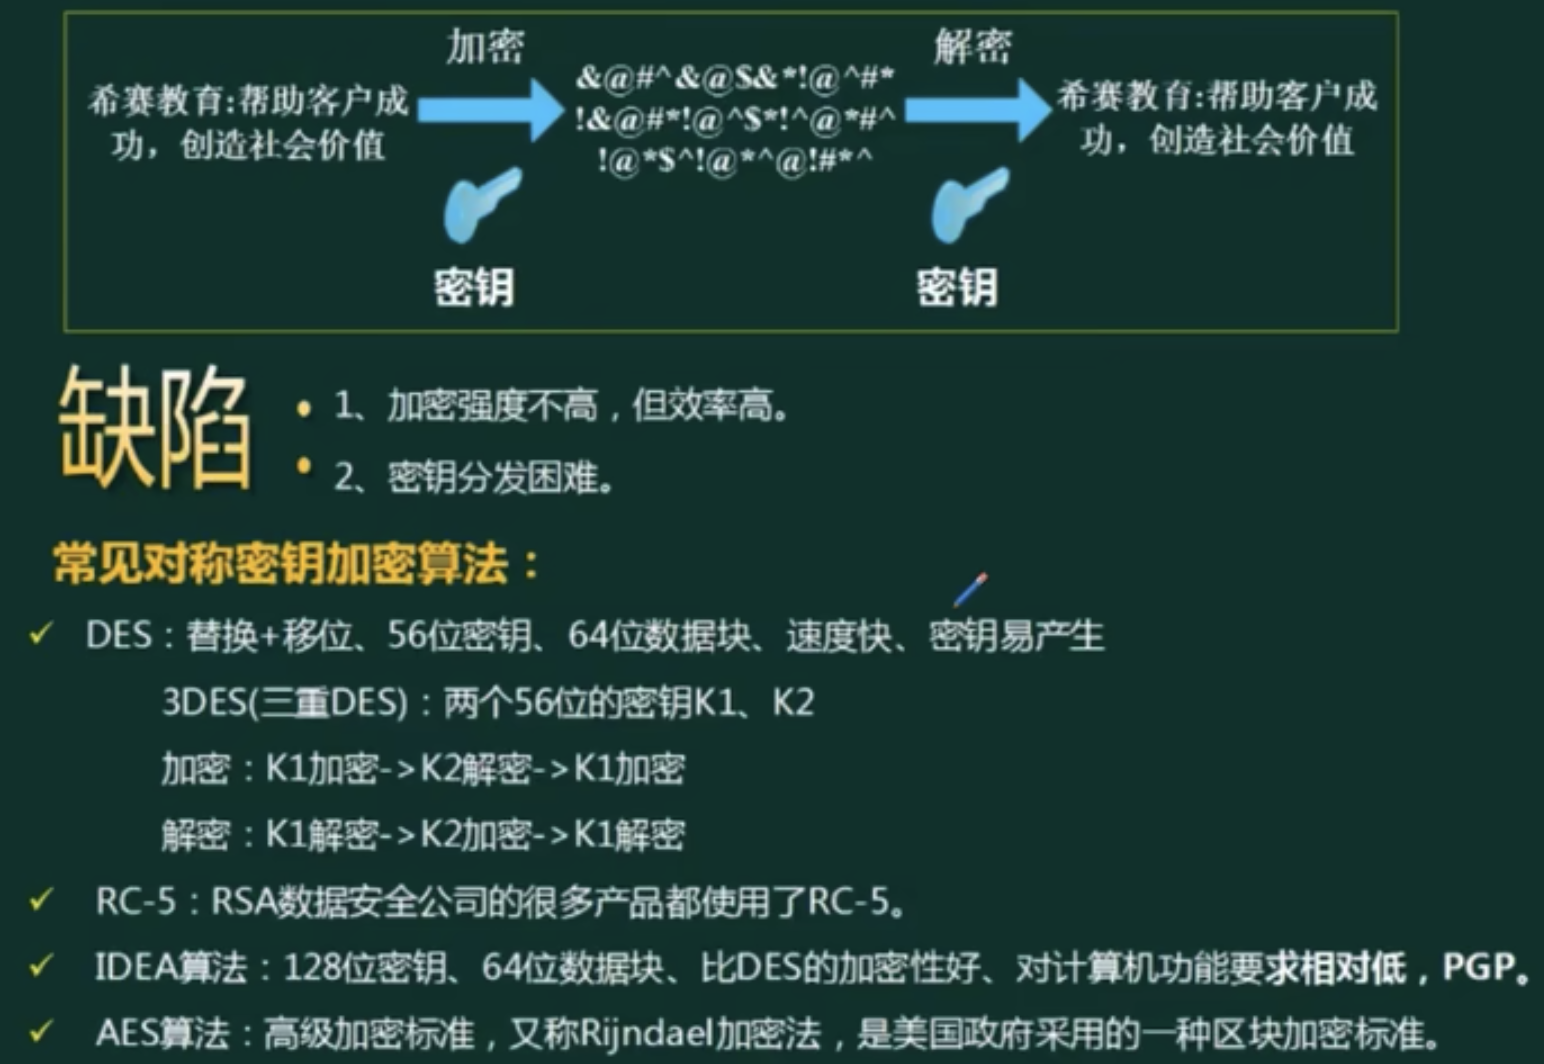 加密
解密
希赛教育:帮助客户成
功，创造社会价值
&@#^&@$&*!@^#*
!&@#*!@^$*!^@*#^
!@*$^!@*^@!#*^
希赛教育:帮助客户成
功，创造社会价值
密钥
密钥
缺陷
• 1、加密强度不高，但效率高。
• 2、密钥分发困难。
常见对称密钥加密算法：
✓ DES：替换+移位、56位密钥、64位数据块、速度快、密钥易产生
3DES(三重DES)：两个56位的密钥K1、K2
加密：K1加密->K2解密->K1加密
解密：K1解密->K2加密->K1解密
✓ RC-5：RSA数据安全公司的很多产品都使用了RC-5。
✓ IDEA算法：128位密钥、64位数据块、比DES的加密性好、对计算机功能要求相对低，PGP。
✓ AES算法：高级加密标准，又称Rijndael加密法，是美国政府采用的一种区块加密标准。